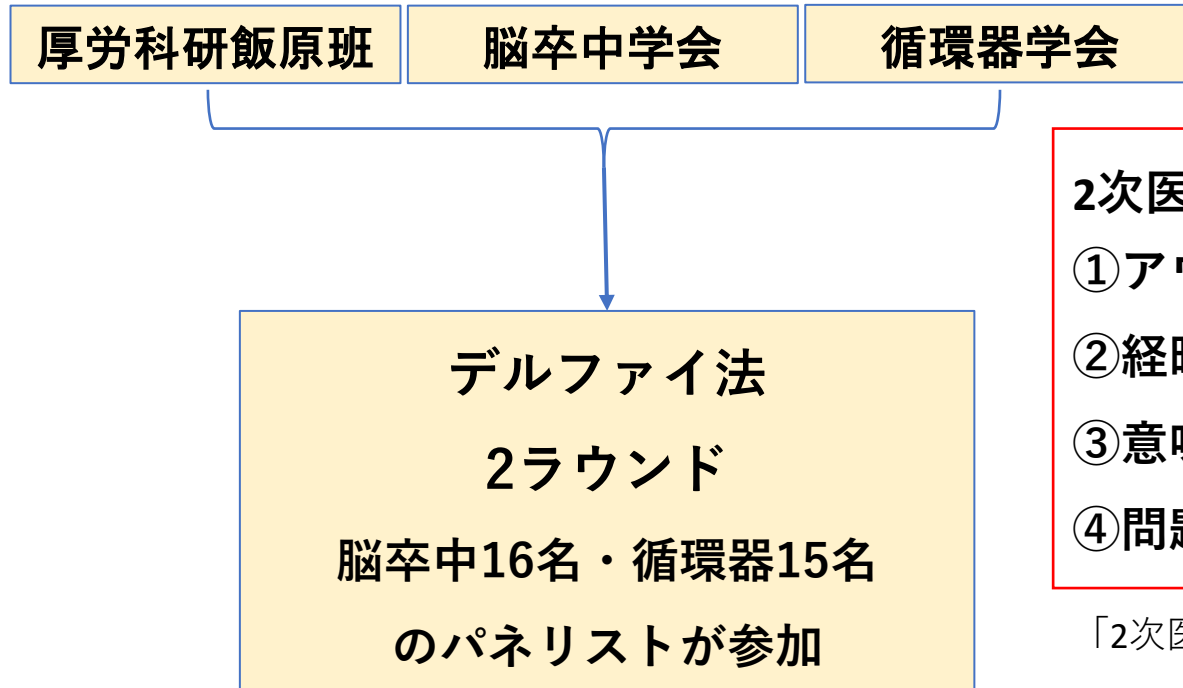 厚労科研飯原班
脳卒中学会
循環器学会
デルファイ法
2ラウンド
脳卒中16名・循環器15名
のパネリストが参加
2次医
①ア
②経
③意
④問
「2次医